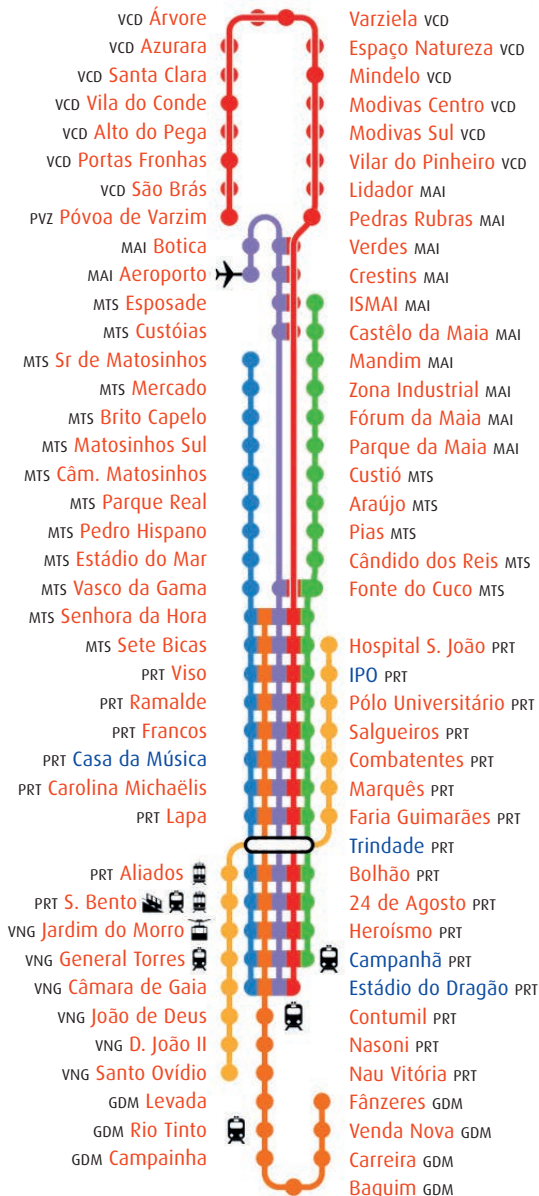 VCD Árvore
VCD Azurara
VCD Santa Clara
VCD Vila do Conde
VCD Alto do Pega
VCD Portas Fronhas
VCD São Brás
PVZ Póvoa de Varzim
MAI Botica
MAI Aeroporto
MTS Esposade
MTS Custóias
MTS Sr de Matosinhos
MTS Mercado
MTS Brito Capelo
MTS Matosinhos Sul
MTS Câm. Matosinhos
MTS Parque Real
MTS Pedro Hispano
MTS Estádio do Mar
MTS Vasco da Gama
MTS Senhora da Hora
MTS Sete Bicas
PRT Viso
PRT Ramalde
PRT Francos
PRT Casa da Música
PRT Carolina Michaëlis
PRT Lapa
PRT Aliados
PRT S. Bento
VNG Jardim do Morro
VNG General Torres
VNG Câmara de Gaia
VNG João de Deus
VNG D. João II
VNG Santo Ovídio
GDM Levada
GDM Rio Tinto
GDM Campainha
Varziela VCD
Espaço Natureza VCD
Mindelo VCD
Modivas Centro VCD
Modivas Sul VCD
Vilar do Pinheiro VCD
Lidador MAI
Pedras Rubras MAI
Verdes MAI
Crestins MAI
ISMAI MAI
Castêlo da Maia MAI
Mandim MAI
Zona Industrial MAI
Fórum da Maia MAI
Parque da Maia MAI
Custió MTS
Araújo MTS
Pias MTS
Cândido dos Reis MTS
Fonte do Cuco MTS
Hospital S. João PRT
IPO PRT
Pólo Universitário PRT
Salgueiros PRT
Combatentes PRT
Marquês PRT
Faria Guimarães PRT
Trindade PRT
Bolhão PRT
24 de Agosto PRT
Heroísmo PRT
Campanhã PRT
Estádio do Dragão PRT
Contumil PRT
Nasoni PRT
Nau Vitória PRT
Fânzeres GDM
Venda Nova GDM
Carreira GDM
Baguim GDM